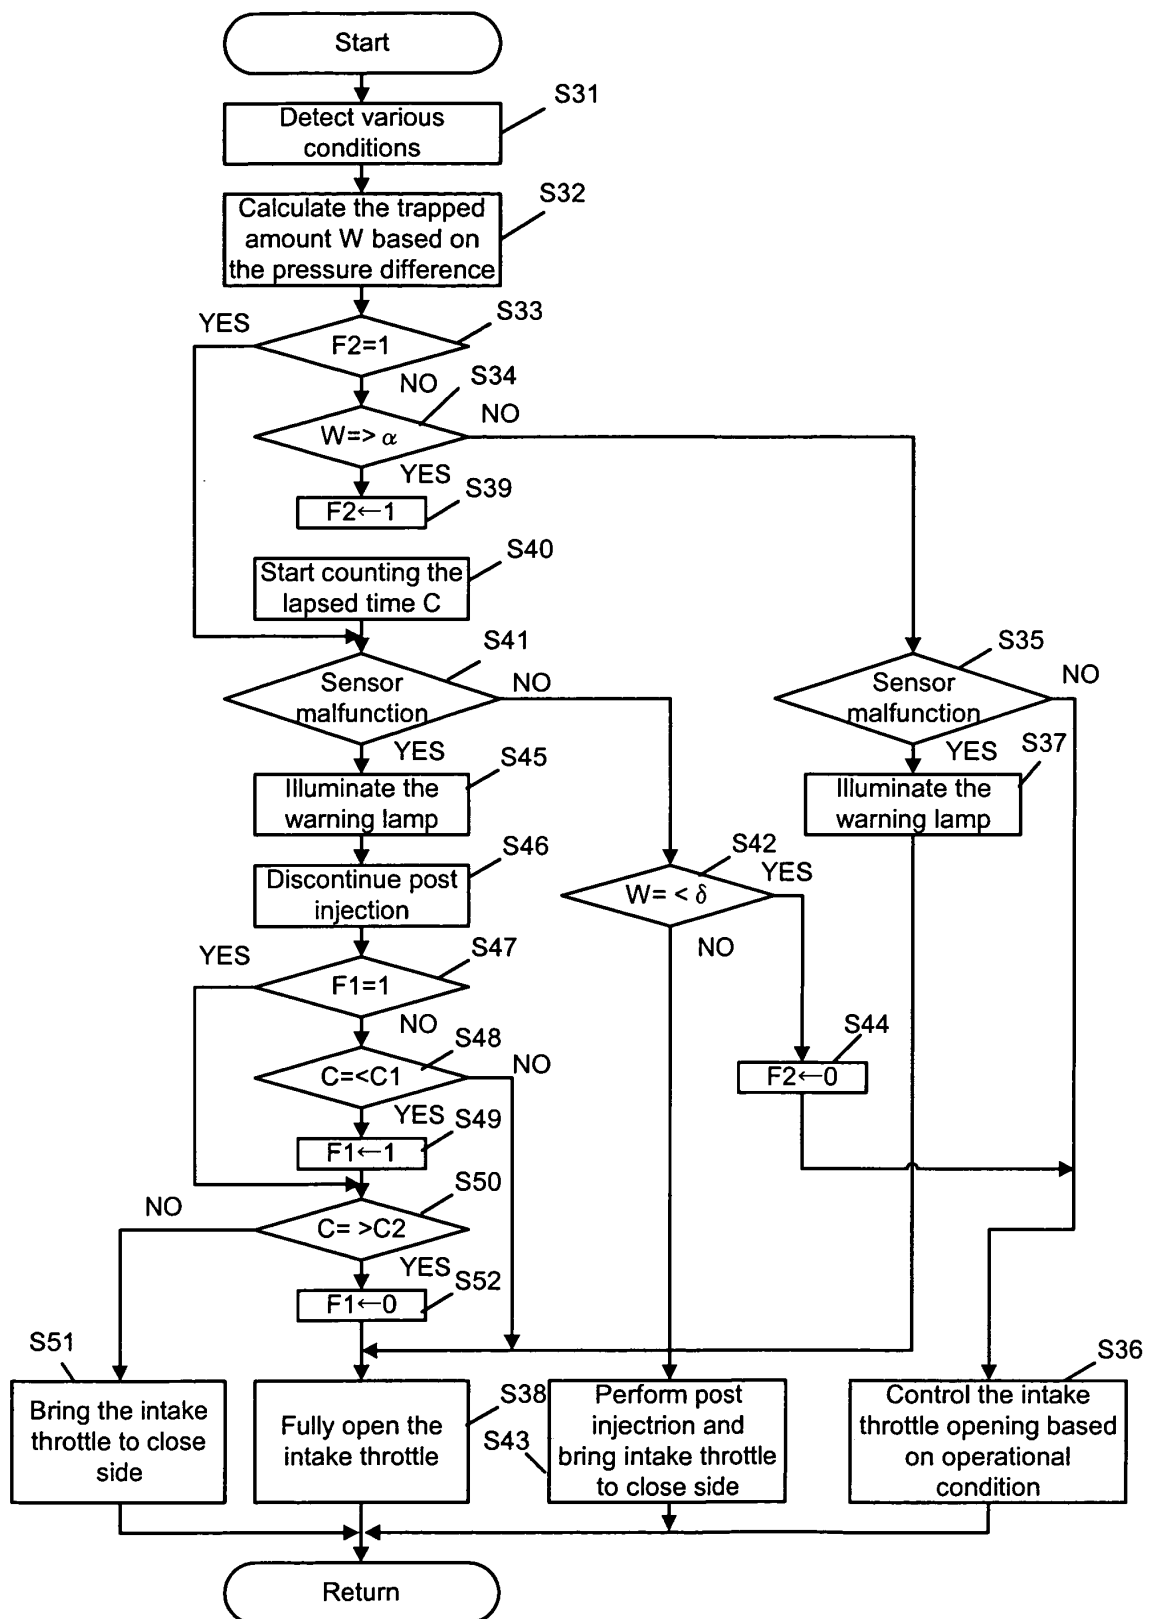 Start
S31
Detect various
conditions
S32
Calculate the trapped
amount W based on
the pressure difference
YES
S33
F2=1
NO
S34
NO
W=> α
YES
S39
F2←1
S40
Start counting the
lapsed time C
S41
S35
Sensor
malfunction
NO
Sensor
malfunction
NO
YES
S45
YES
S37
Illuminate the
warning lamp
Illuminate the
warning lamp
S46
S42
YES
Discontinue post
injection
W= < δ
NO
YES
S47
F1=1
NO
S48
NO
S44
C=<C1
F2←0
YES
S49
F1←1
S50
NO
C= >C2
YES
S52
F1←0
S51
S36
Bring the intake
throttle to close
side
S38
Fully open the
intake throttle
S43
Perform post
injectrion and
bring intake throttle
to close side
Control the intake
throttle opening based
on operational
condition
Return